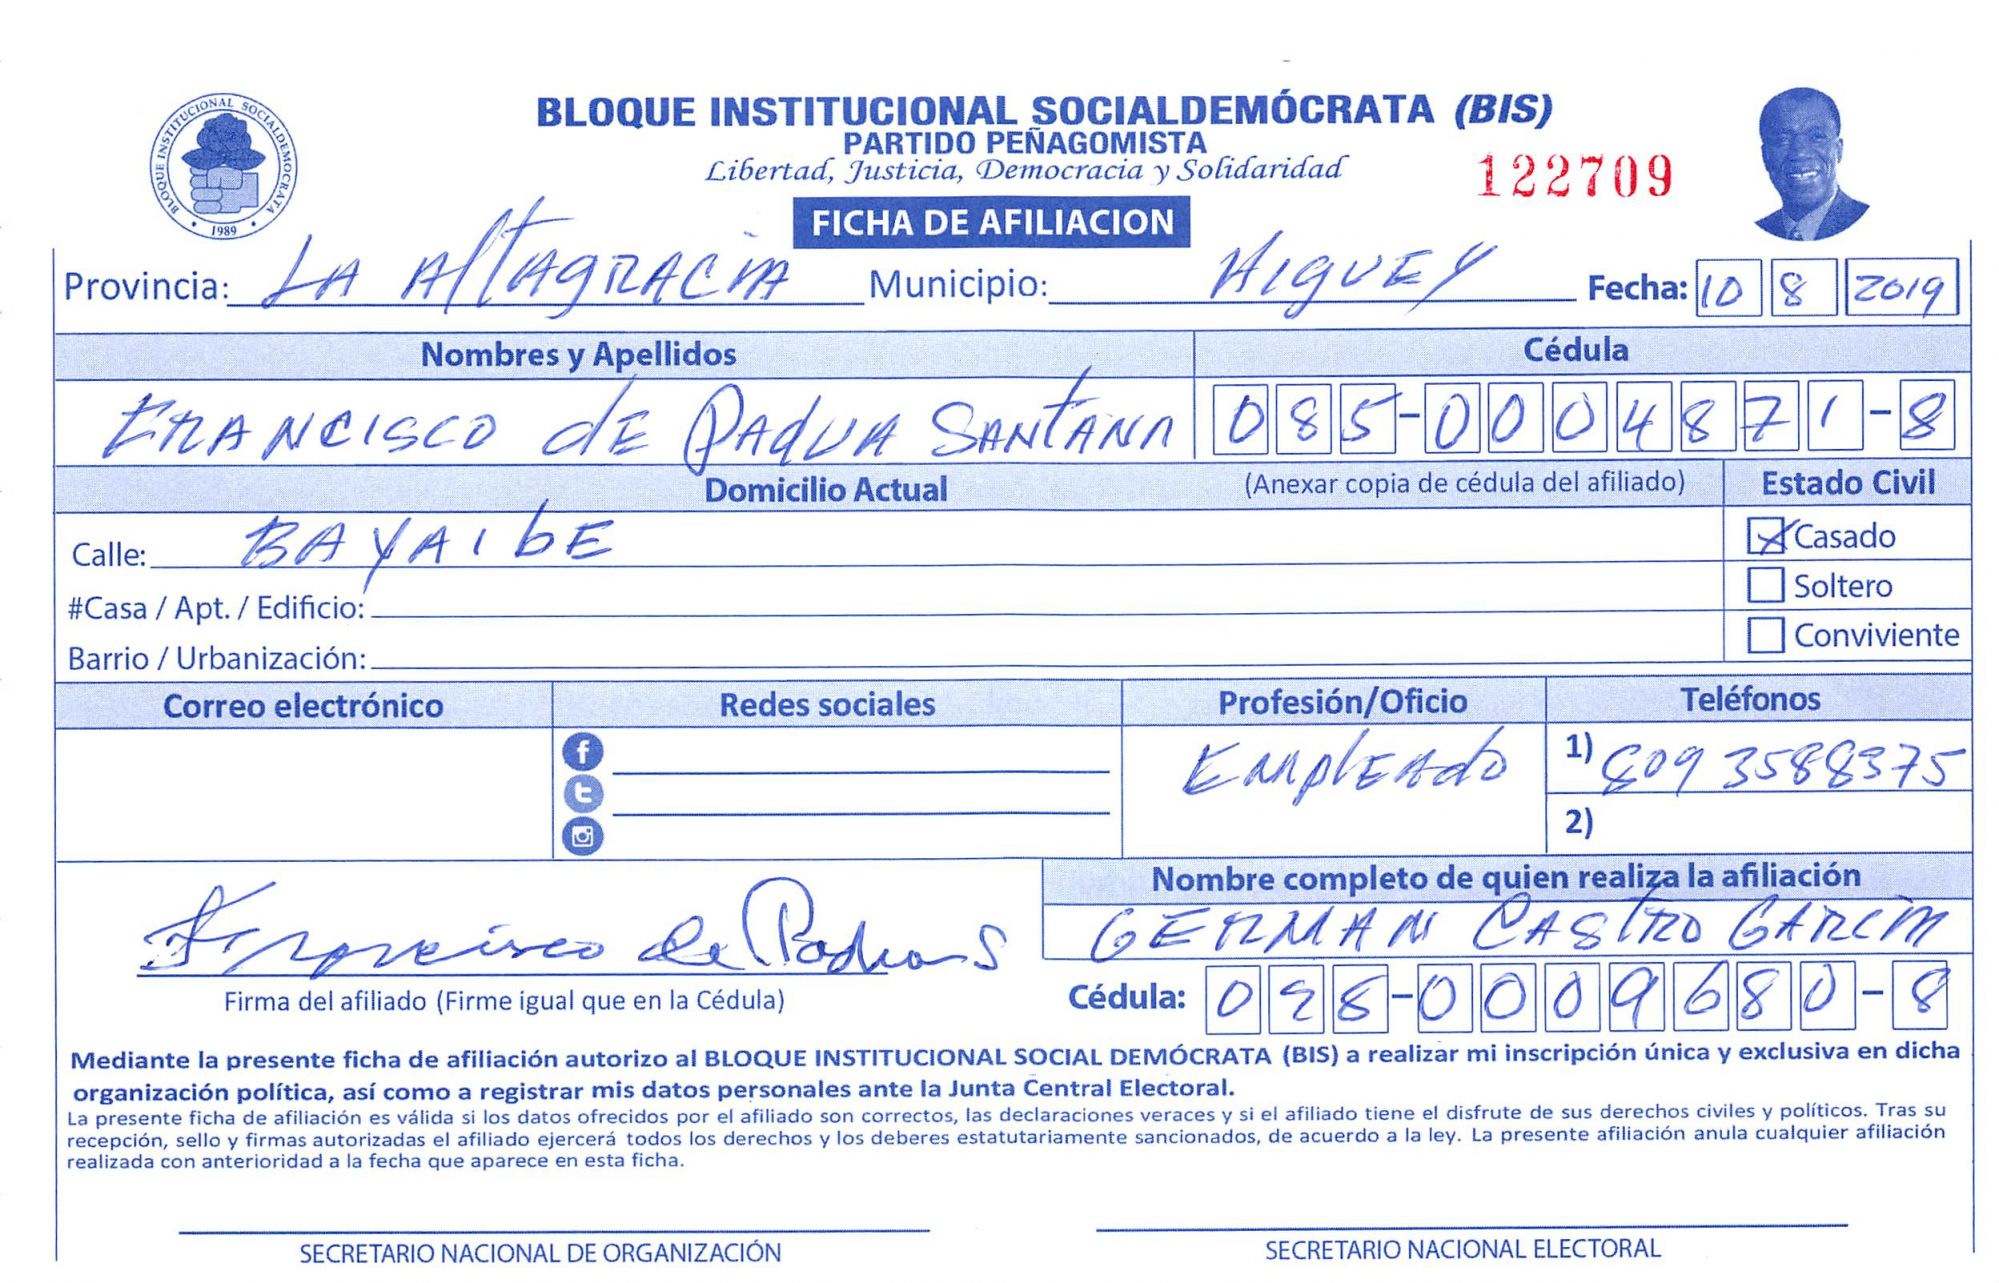 BLOQUE INSTITUCIONAL SOCIALDEMÓCRATA
1989
BLOQUE INSTITUCIONAL SOCIALDEMÓCRATA (BIS)
PARTIDO PEÑAGOMISTA
Libertad, Justicia, Democracia y Solidaridad
122709
FICHA DE AFILIACION
Provincia: LA AltAgRACIA Municipio: HIgUEY Fecha: 10 8 2019
Nombres y Apellidos Cédula
FRANCISCO dE PAdUA SANtANA 085-0004871-8
Domicilio Actual (Anexar copia de cédula del afiliado) Estado Civil
Calle: BAYAIbE Casado
#Casa / Apt. / Edificio: Soltero
Barrio / Urbanización: Conviviente
Correo electrónico Redes sociales Profesión/Oficio Teléfonos
EMplEAdo 1) 809 3588375
2)
Nombre completo de quien realiza la afiliación
GERMAN CAStRO GARCIA
Francisco de Padua S
Firma del afiliado (Firme igual que en la Cédula) Cédula: 028-0009680-8
Mediante la presente ficha de afiliación autorizo al BLOQUE INSTITUCIONAL SOCIAL DEMÓCRATA (BIS) a realizar mi inscripción única y exclusiva en dicha
organización política, así como a registrar mis datos personales ante la Junta Central Electoral.
La presente ficha de afiliación es válida si los datos ofrecidos por el afiliado son correctos, las declaraciones veraces y si el afiliado tiene el disfrute de sus derechos civiles y políticos. Tras su
recepción, sello y firmas autorizadas el afiliado ejercerá todos los derechos y los deberes estatutariamente sancionados, de acuerdo a la ley. La presente afiliación anula cualquier afiliación
realizada con anterioridad a la fecha que aparece en esta ficha.
SECRETARIO NACIONAL DE ORGANIZACIÓN SECRETARIO NACIONAL ELECTORAL